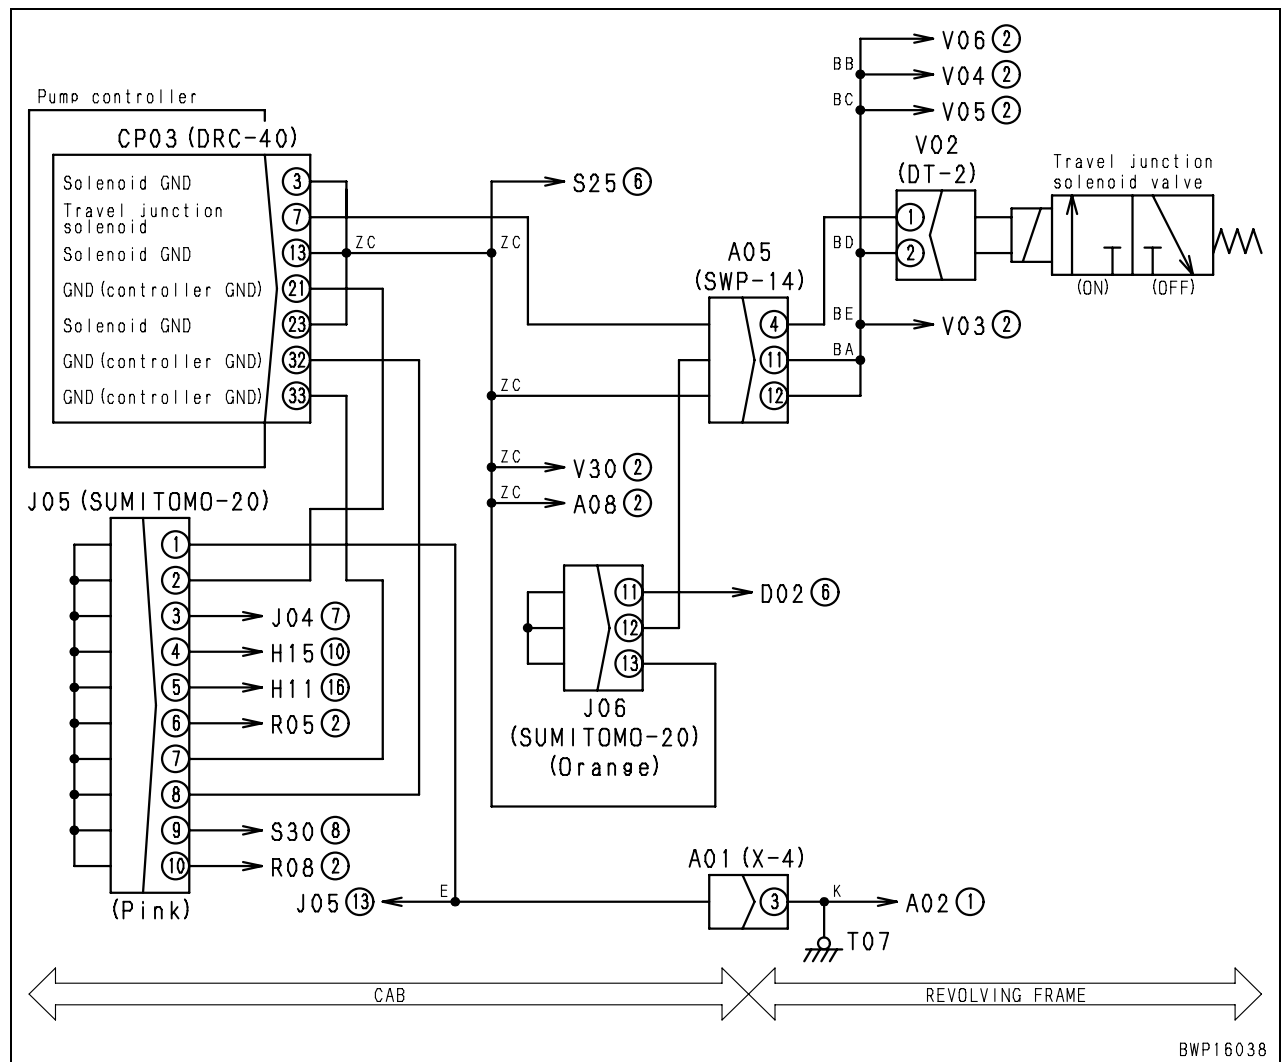 V06 ②
BB
V04 ②
BC
V05 ②
Pump controller
CP03 (DRC-40)
V02
(DT-2)
Travel junction
solenoid valve
Solenoid GND ③
S25 ⑥
Travel junction
solenoid ⑦
①
Solenoid GND ⑬
ZC
ZC
BD
②
A05
(SWP-14)
GND (controller GND) ㉑
(ON) (OFF)
Solenoid GND ㉓
④
BE
V03 ②
GND (controller GND) ㉜
⑪
BA
GND (controller GND) ㉝
ZC
⑫
ZC
V30 ②
ZC
A08 ②
J05 (SUMITOMO-20)
①
②
⑪
D02 ⑥
③
J04 ⑦
⑫
④
H15 ⑩
⑬
⑤
H11 ⑯
J06
(SUMITOMO-20)
(Orange)
⑥
R05 ②
⑦
⑧
⑨
S30 ⑧
⑩
R08 ②
(Pink)
A01 (X-4)
J05 ⑬
E
③
K
A02 ①
T07
CAB
REVOLVING FRAME
BWP16038